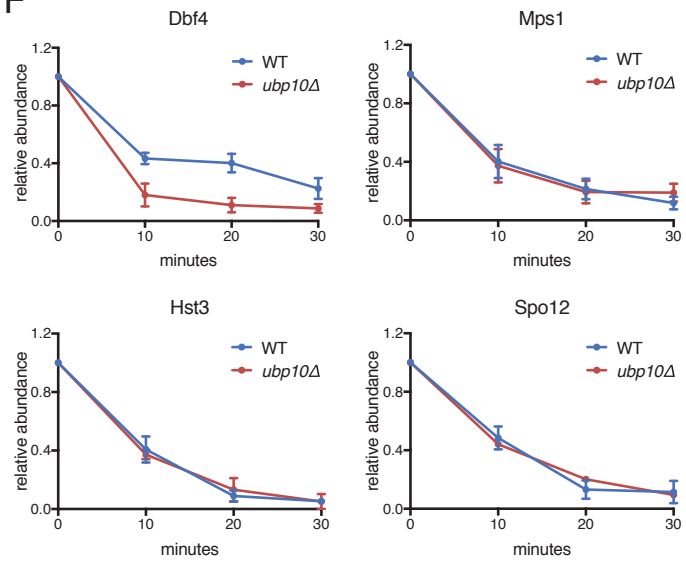 F
Dbf4
1.2
0.8
0.4
0.0
relative abundance
WT
ubp10Δ
0 10 20 30
minutes
Mps1
1.2
0.8
0.4
0.0
relative abundance
WT
ubp10Δ
0 10 20 30
minutes
Hst3
1.2
0.8
0.4
0.0
relative abundance
WT
ubp10Δ
0 10 20 30
minutes
Spo12
1.2
0.8
0.4
0.0
relative abundance
WT
ubp10Δ
0 10 20 30
minutes